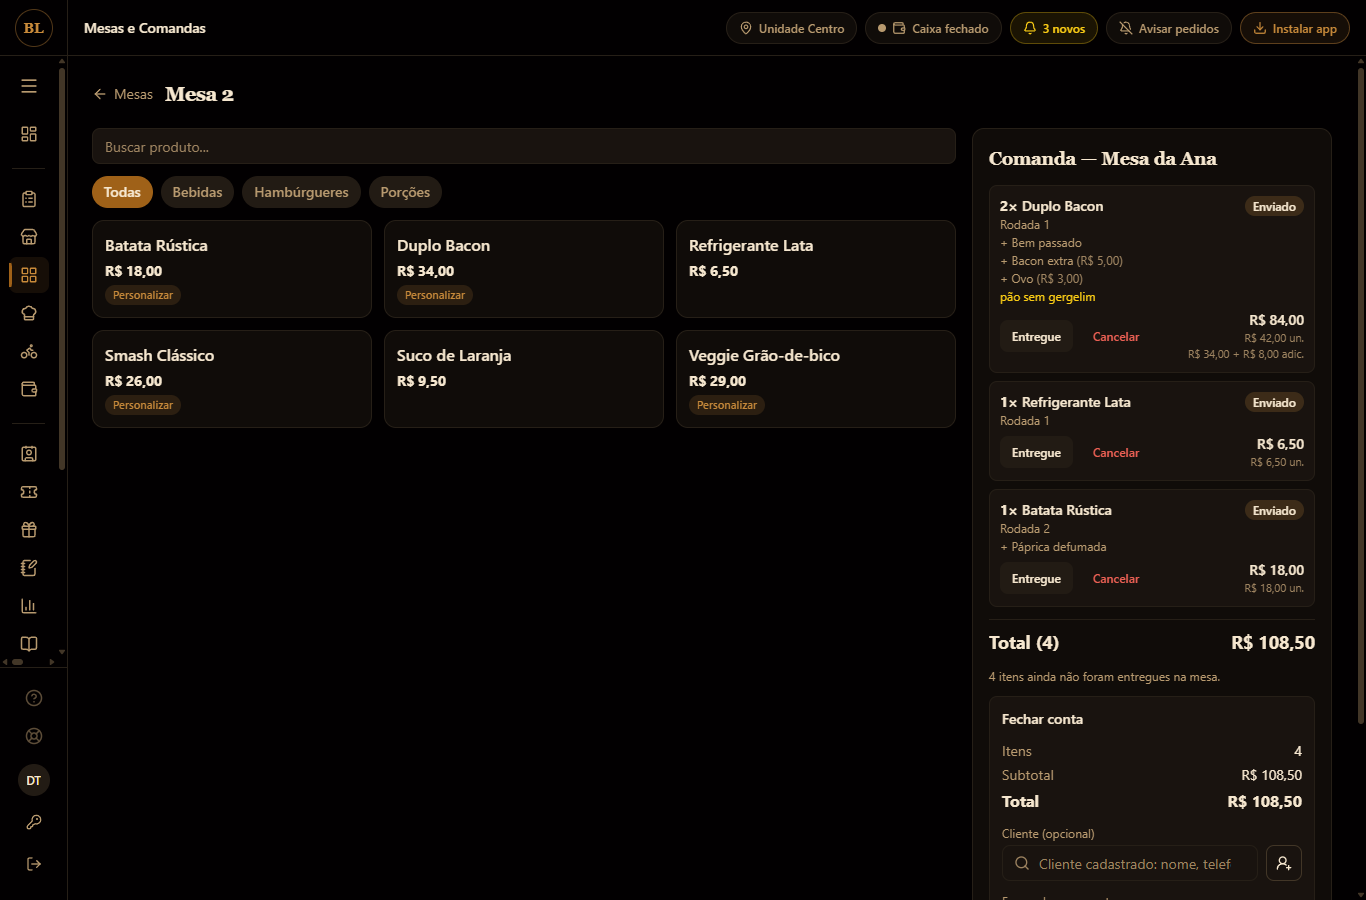 BL
Mesas e Comandas
Unidade Centro
Caixa fechado
3 novos
Avisar pedidos
Instalar app
Mesas
Mesa 2
Buscar produto...
Todas
Bebidas
Hambúrgueres
Porções
Batata Rústica
R$ 18,00
Personalizar
Duplo Bacon
R$ 34,00
Personalizar
Refrigerante Lata
R$ 6,50
Smash Clássico
R$ 26,00
Personalizar
Suco de Laranja
R$ 9,50
Veggie Grão-de-bico
R$ 29,00
Personalizar
Comanda — Mesa da Ana
2× Duplo Bacon
Enviado
Rodada 1
+ Bem passado
+ Bacon extra (R$ 5,00)
+ Ovo (R$ 3,00)
pão sem gergelim
Entregue
Cancelar
R$ 84,00
R$ 42,00 un.
R$ 34,00 + R$ 8,00 adic.
1× Refrigerante Lata
Enviado
Rodada 1
Entregue
Cancelar
R$ 6,50
R$ 6,50 un.
1× Batata Rústica
Enviado
Rodada 2
+ Páprica defumada
Entregue
Cancelar
R$ 18,00
R$ 18,00 un.
Total (4)
R$ 108,50
4 itens ainda não foram entregues na mesa.
Fechar conta
Itens
4
Subtotal
R$ 108,50
Total
R$ 108,50
Cliente (opcional)
Cliente cadastrado: nome, telef
DT